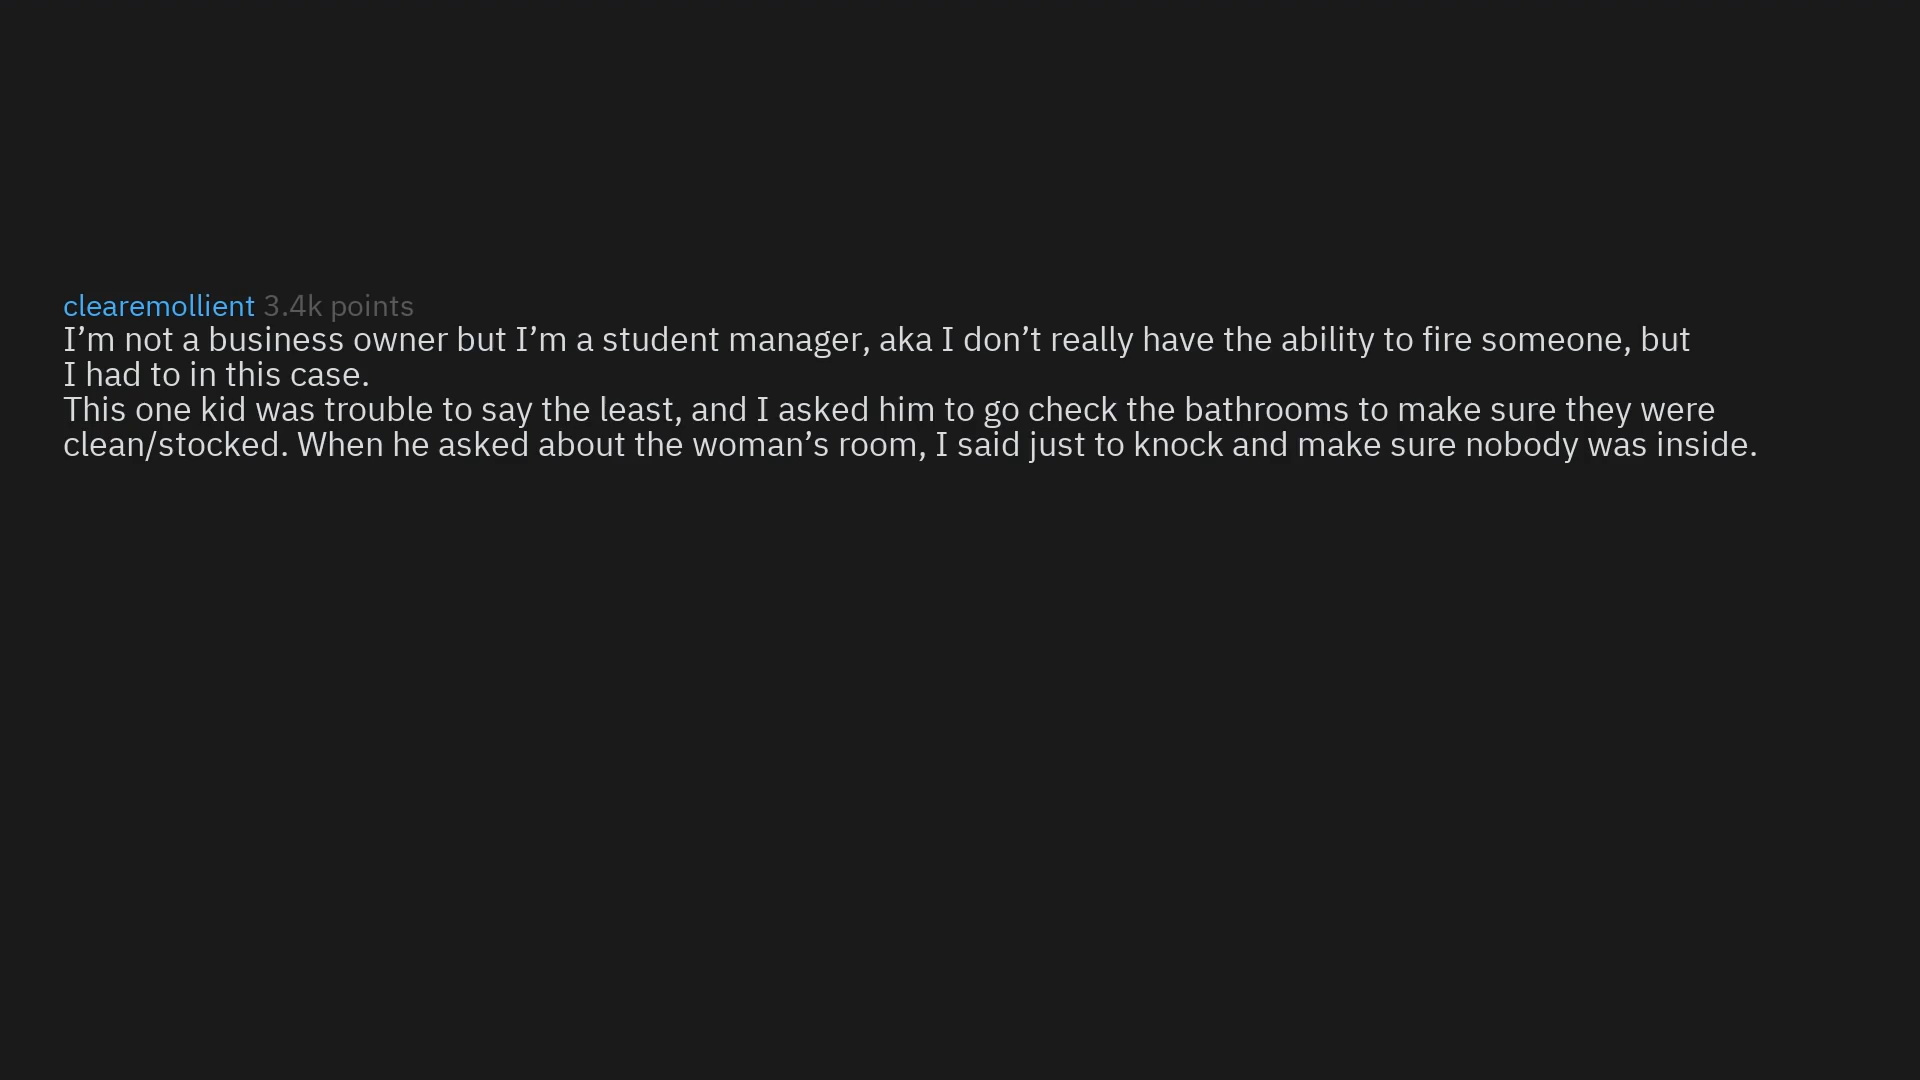 clearemollient 3.4k points
I’m not a business owner but I’m a student manager, aka I don’t really have the ability to fire someone, but
I had to in this case.
This one kid was trouble to say the least, and I asked him to go check the bathrooms to make sure they were
clean/stocked. When he asked about the woman’s room, I said just to knock and make sure nobody was inside.